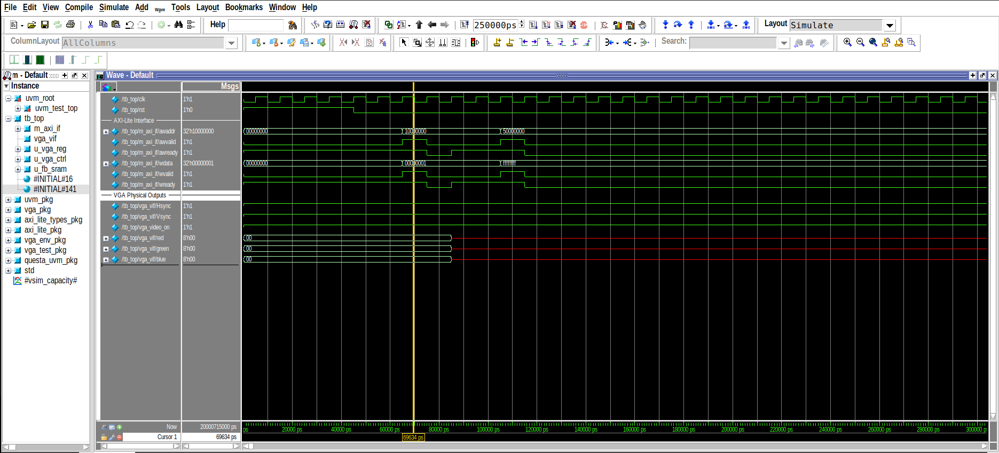 File Edit View Compile Simulate Add Wave Tools Layout Bookmarks Window Help
Help 250000ps Layout Simulate
ColumnLayout AllColumns Search:
m - Default Wave - Default
Instance Msgs
uvm_root
uvm_test_top
tb_top
m_axi_if
vga_vif
u_vga_reg
u_vga_ctrl
u_fb_sram
#INITIAL#16
#INITIAL#141
uvm_pkg
vga_pkg
axi_lite_types_pkg
axi_lite_pkg
vga_env_pkg
vga_test_pkg
questa_uvm_pkg
std
#vsim_capacity#
/tb_top/clk 1'h1
/tb_top/rst 1'h0
AXI-Lite Interface
/tb_top/m_axi_if/awaddr 32'h10000000 00000000 10000000 50000000
/tb_top/m_axi_if/awvalid 1'h1
/tb_top/m_axi_if/awready 1'h1
/tb_top/m_axi_if/wdata 32'h00000001 00000000 00000001 ffffffff
/tb_top/m_axi_if/wvalid 1'h1
/tb_top/m_axi_if/wready 1'h1
VGA Physical Outputs
/tb_top/vga_vif/Hsync 1'h1
/tb_top/vga_vif/Vsync 1'h1
/tb_top/vga_video_on 1'h1
/tb_top/vga_vif/red 8'h00 00
/tb_top/vga_vif/green 8'h00 00
/tb_top/vga_vif/blue 8'h00 00
Now 20000715000 ps ps 20000 ps 40000 ps 60000 ps 80000 ps 100000 ps 120000 ps 140000 ps 160000 ps 180000 ps 200000 ps 220000 ps 240000 ps 260000 ps 280000 ps 300000 p
Cursor 1 69634 ps 69634 ps